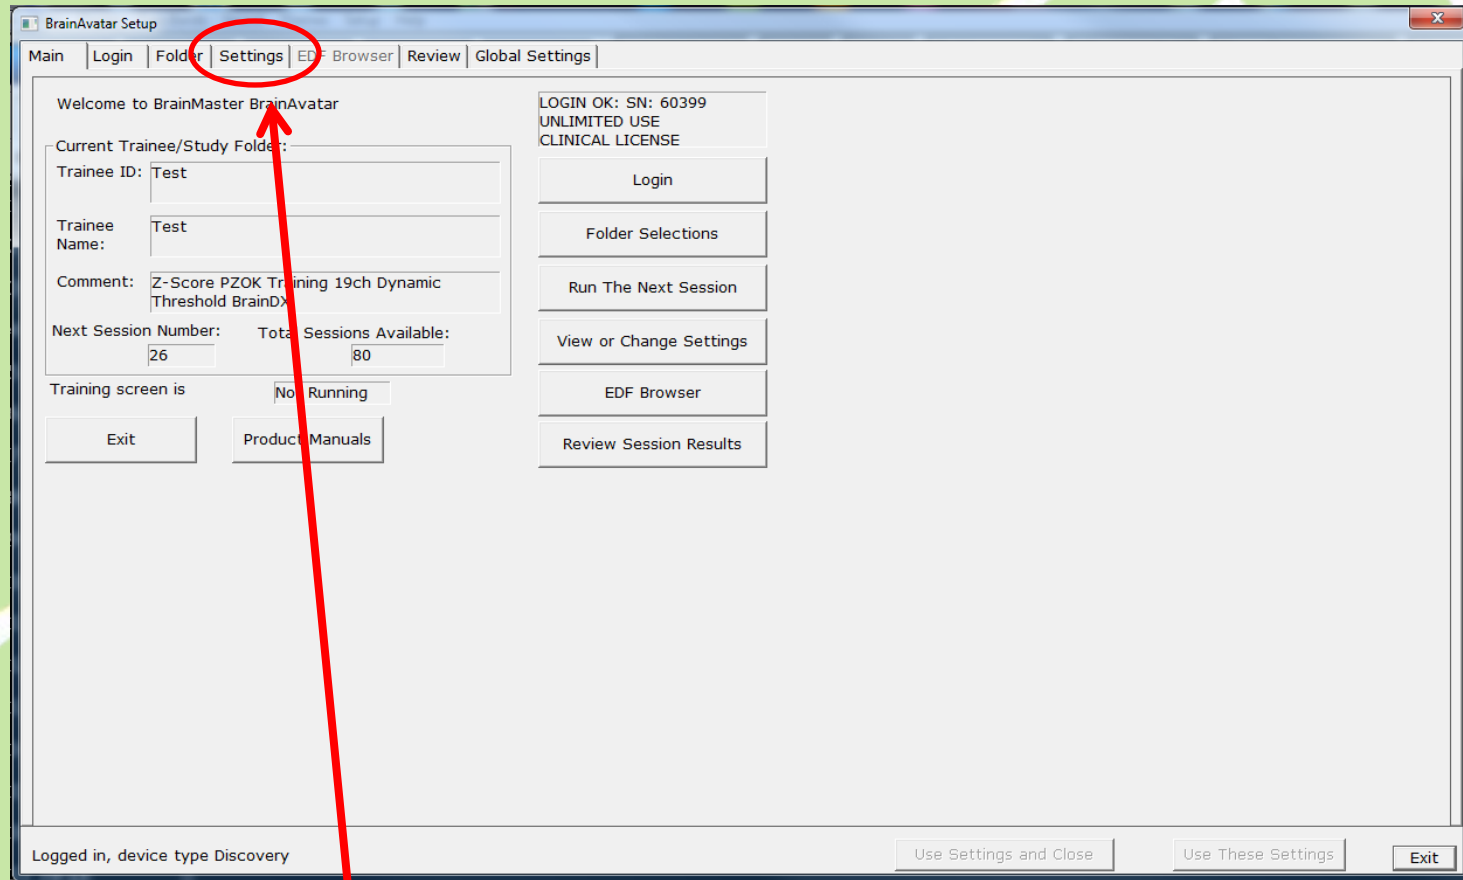 BrainAvatar Setup
Main Login Folder Settings EDF Browser Review Global Settings
Welcome to BrainMaster BrainAvatar
Current Trainee/Study Folder:
Trainee ID: Test
Trainee Name: Test
Comment: Z-Score PZOK Training 19ch Dynamic
Threshold BrainDX
Next Session Number: Total Sessions Available:
26 80
Training screen is Not Running
Exit Product Manuals
LOGIN OK: SN: 60399
UNLIMITED USE
CLINICAL LICENSE
Login
Folder Selections
Run The Next Session
View or Change Settings
EDF Browser
Review Session Results
Logged in, device type Discovery
Use Settings and Close Use These Settings Exit